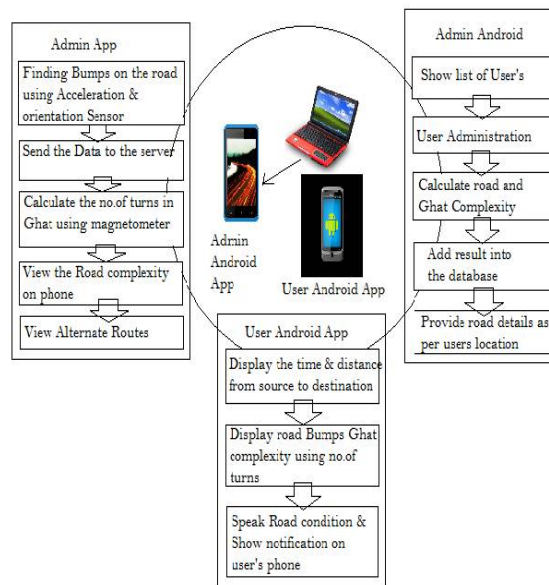 Admin App
Finding Bumps on the road
using Acceleration &
orientation Sensor
Send the Data to the server
Calculate the no.of turns in
Ghat using magnetometer
View the Road complexity
on phone
View Alternate Routes
Admin
Android
App
User Android App
Admin Android
Show list of User's
User Administration
Calculate road and
Ghat Complexity
Add result into
the database
Provide road details as
per users location
User Android App
Display the time & distance
from source to destination
Display road Bumps Ghat
complexity using no.of
turns
Speak Road condition &
Show notification on
user's phone